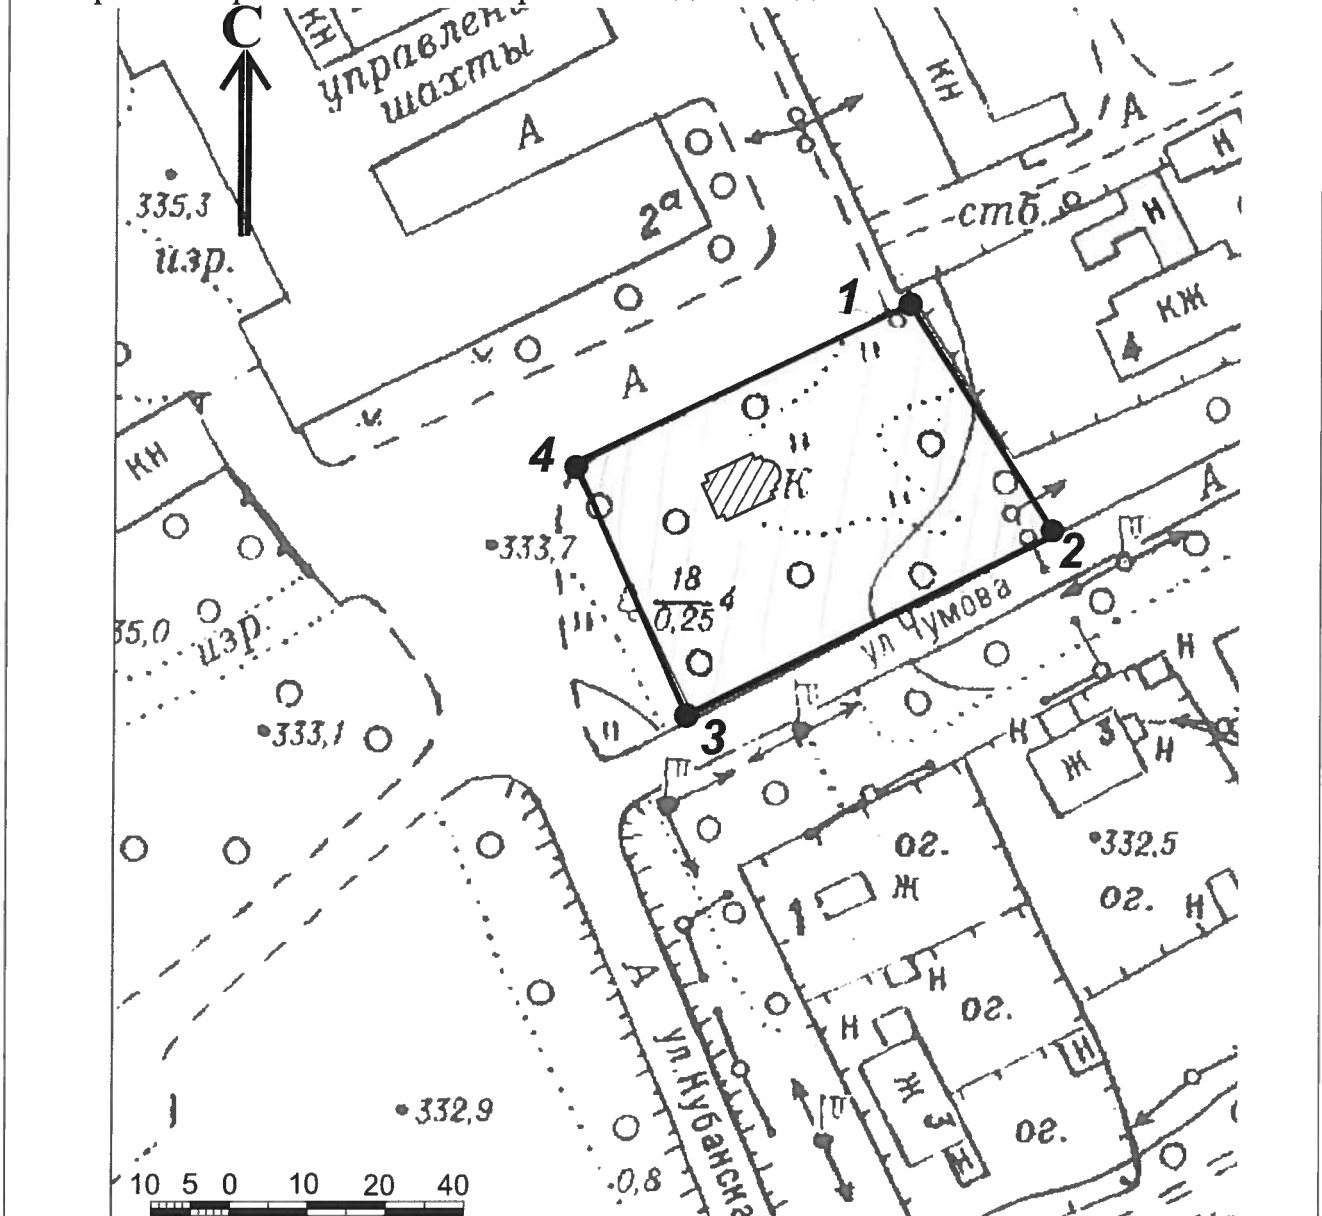 С
кн
управлени
шахты
А
кн
А
Н
335,3
2а
стб.
Н
изр.
1
КЖ
4
А
4
кн
К
А
333,7
2
18
0,25
4
ул Чумова
35,0
изр.
Н
333,1
3
Н
3
Н
Ж
ог.
332,5
Ж
ог.
Н
1
А
Н
ог.
Н
Н
Ж
332,9
3
ог.
Н
ул. Кубанска
0,8
10 5 0 10 20 40